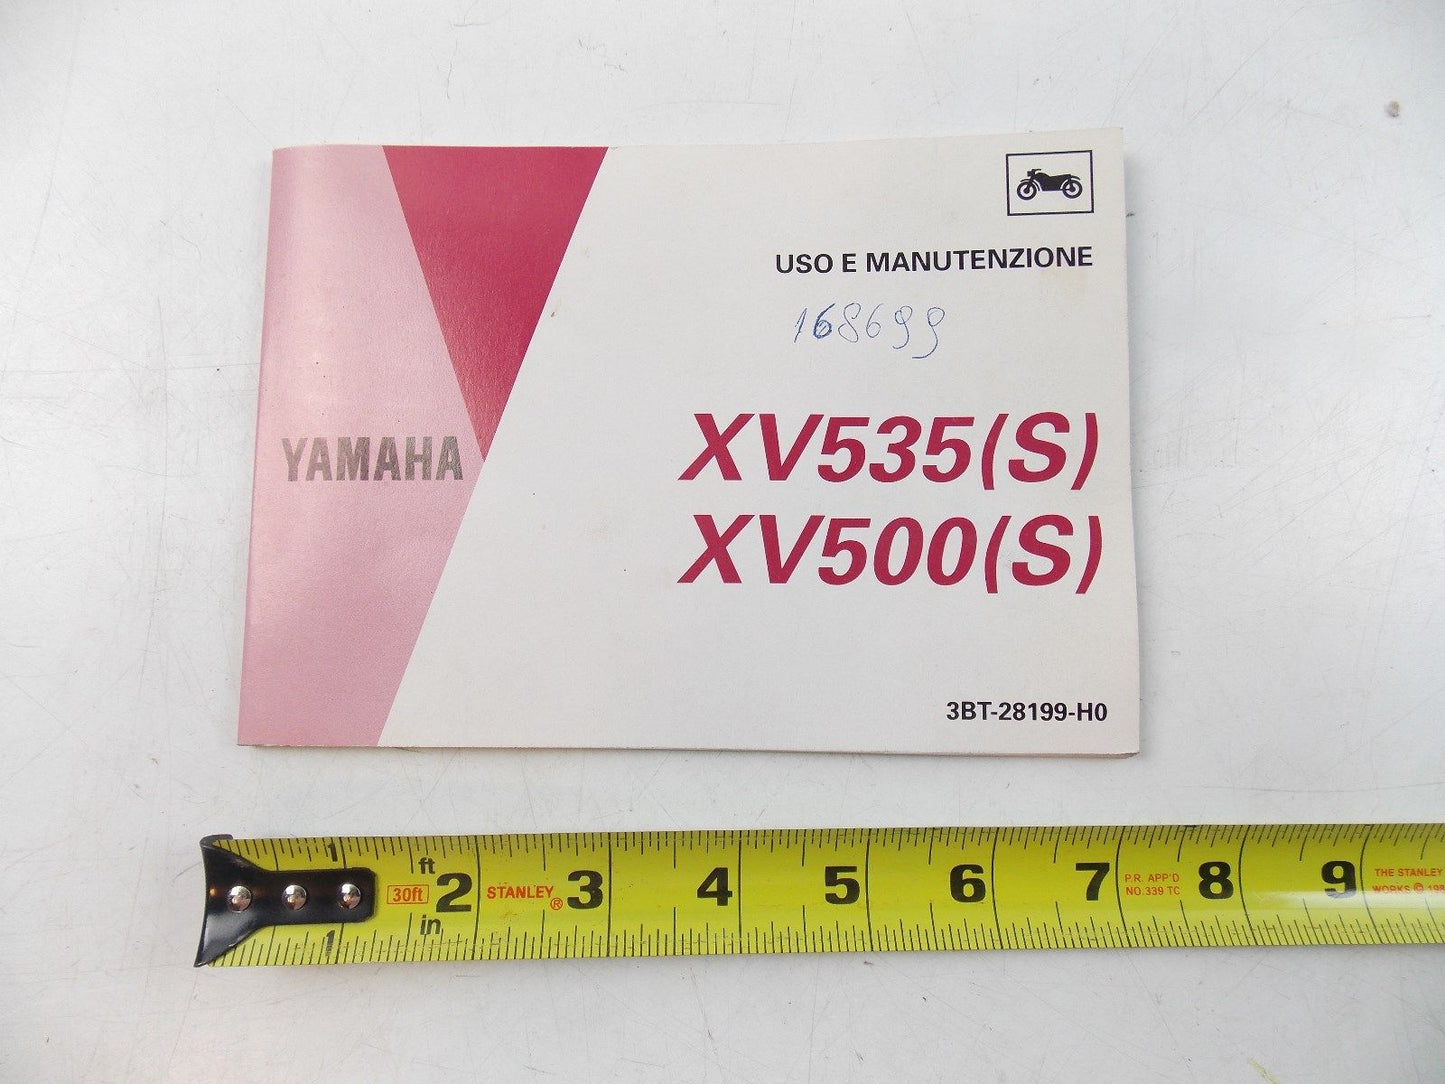 USO E MANUTENZIONE
168699
YAMAHA
XV535(S)
XV500(S)
3BT-28199-H0
1 ft 30ft 2 STANLEY® 3 4 5 6 7 P.R. APP'D NO.339 TC 8 9 THE STANLEY WORKS ©
1 in